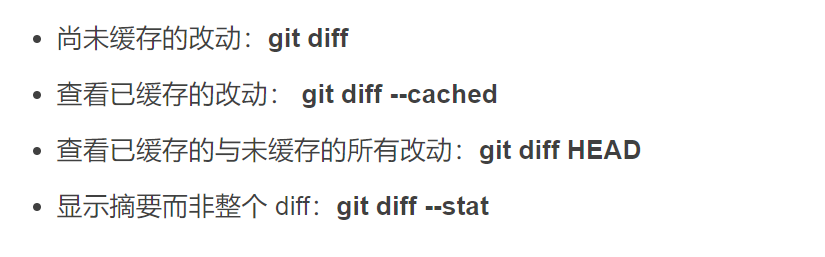 尚未缓存的改动：git diff
查看已缓存的改动： git diff --cached
查看已缓存的与未缓存的所有改动：git diff HEAD
显示摘要而非整个 diff：git diff --stat